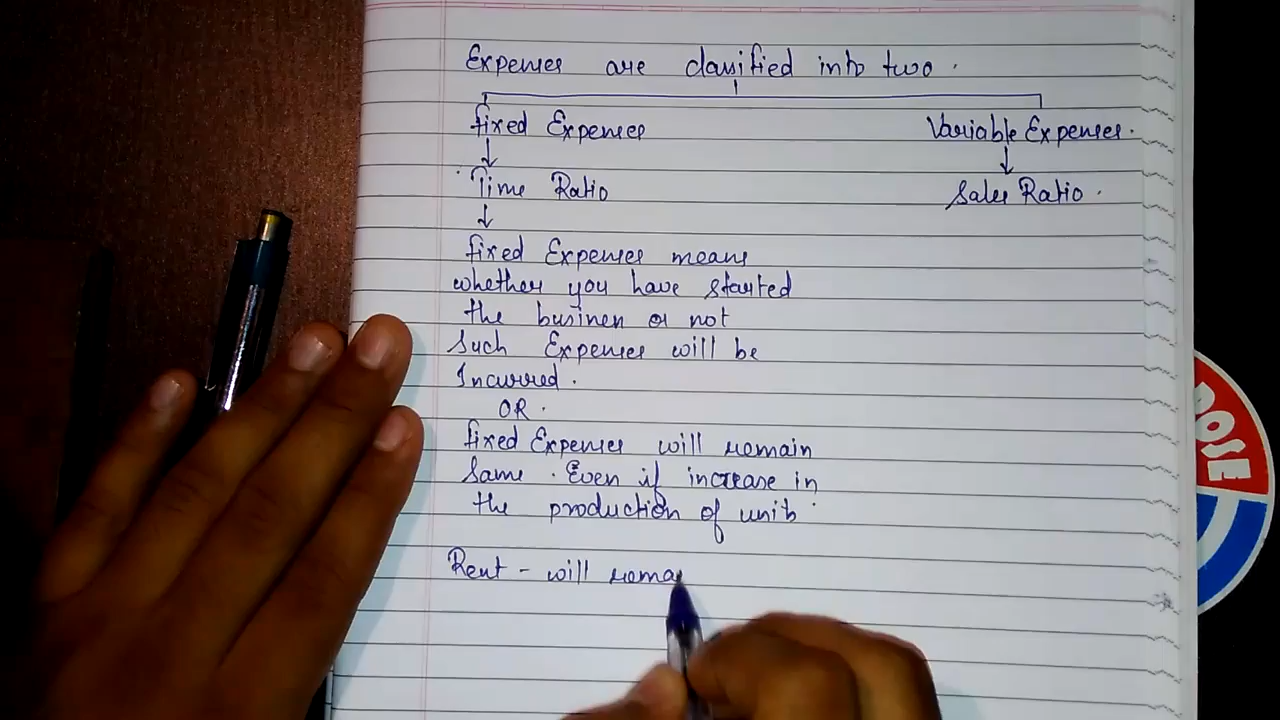 Expenses are classified into two.
fixed Expenses Variable Expenses.
Time Ratio Sales Ratio.
fixed Expenses means
whether you have started
the business or not
Such Expenses will be
Incurred.
OR.
fixed Expenses will remain
Same. Even if increase in
the production of units.
Rent - will rema